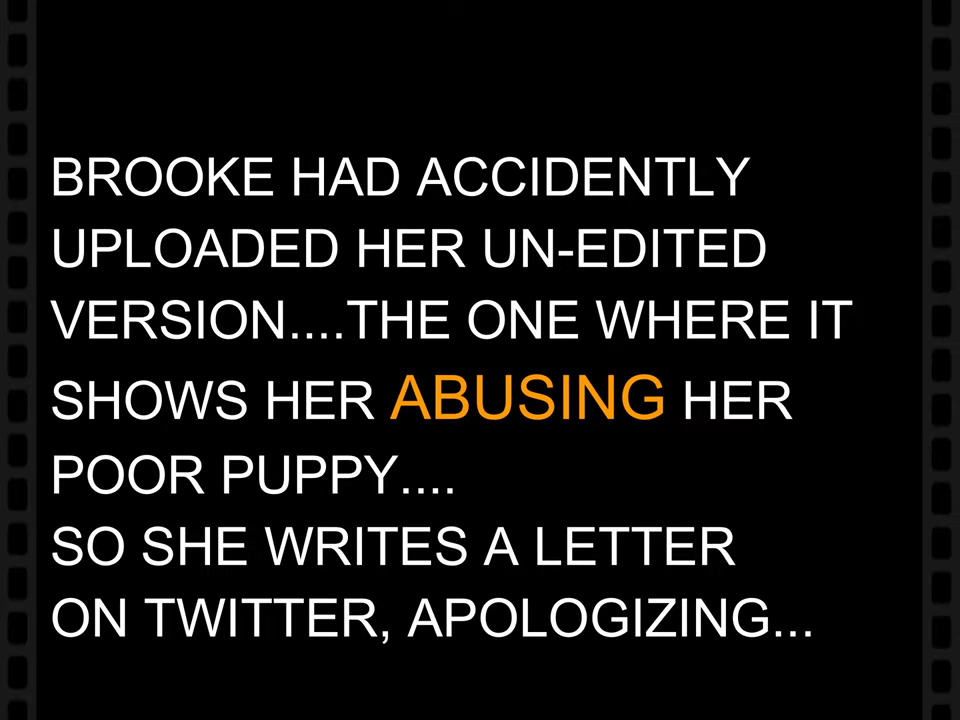 BROOKE HAD ACCIDENTLY
UPLOADED HER UN-EDITED
VERSION....THE ONE WHERE IT
SHOWS HER ABUSING HER
POOR PUPPY....
SO SHE WRITES A LETTER
ON TWITTER, APOLOGIZING...